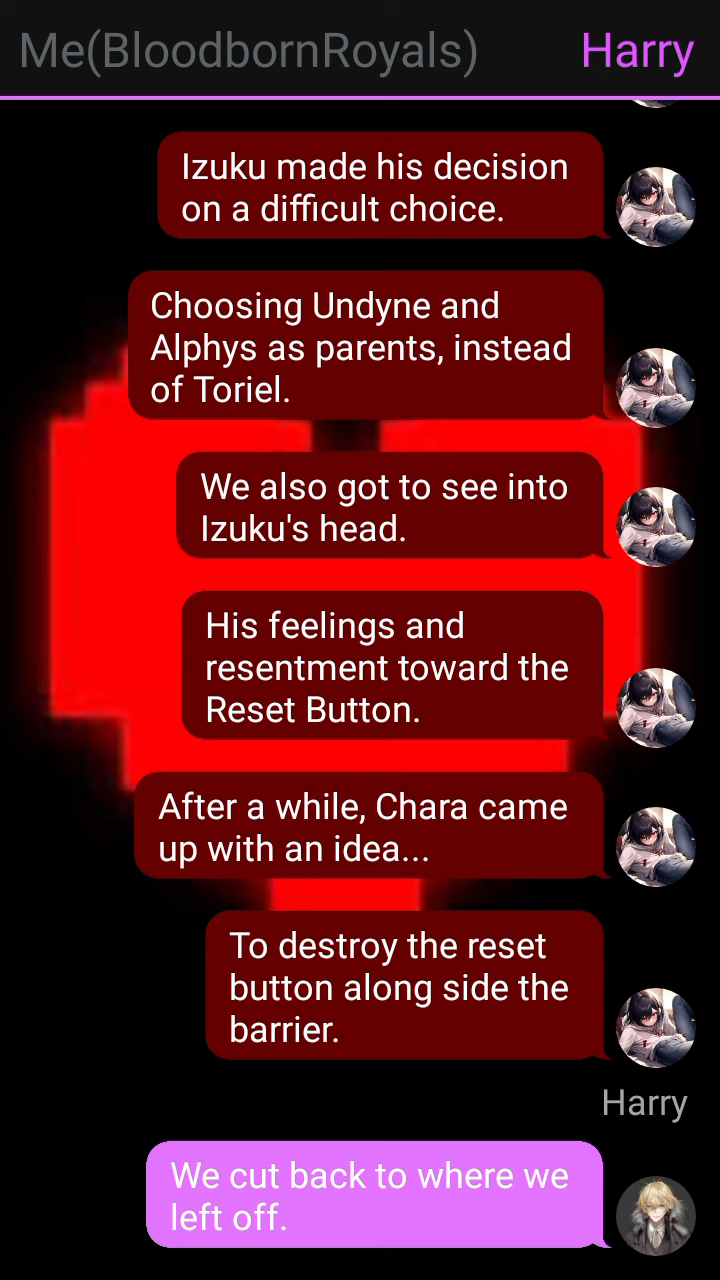 Me(BloodbornRoyals) Harry
Izuku made his decision
on a difficult choice.
Choosing Undyne and
Alphys as parents, instead
of Toriel.
We also got to see into
Izuku's head.
His feelings and
resentment toward the
Reset Button.
After a while, Chara came
up with an idea...
To destroy the reset
button along side the
barrier.
Harry
We cut back to where we
left off.